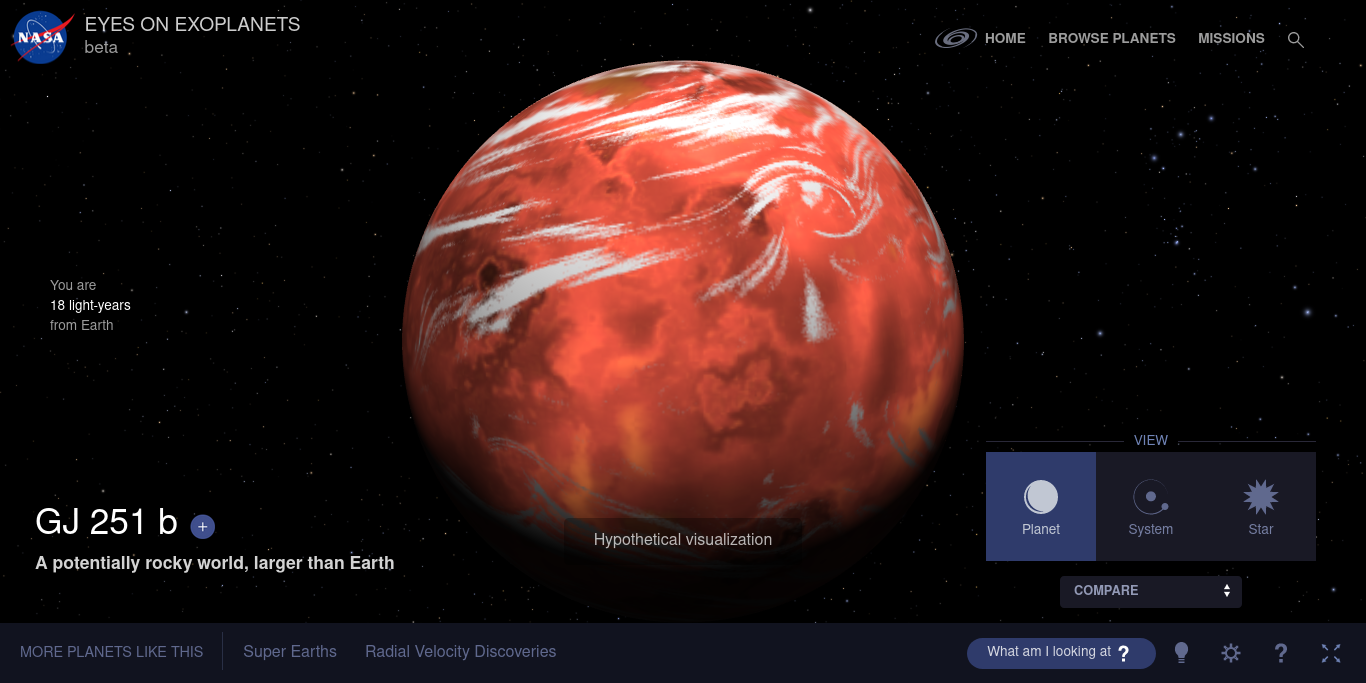 NASA
EYES ON EXOPLANETS
beta
HOME
BROWSE PLANETS
MISSIONS
You are
18 light-years
from Earth
VIEW
Planet
System
Star
COMPARE
GJ 251 b +
A potentially rocky world, larger than Earth
Hypothetical visualization
MORE PLANETS LIKE THIS
Super Earths
Radial Velocity Discoveries
What am I looking at ?
?